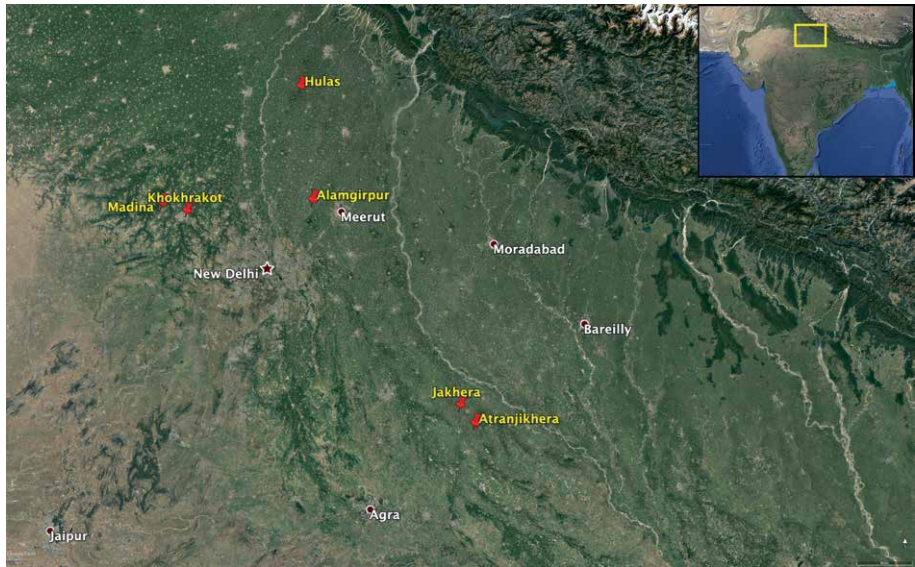 Hulas
Khokhrakot
Madina
Alamgirpur
Meerut
Moradabad
New Delhi
Bareilly
Jakhera
Atranjikhera
Agra
Jaipur